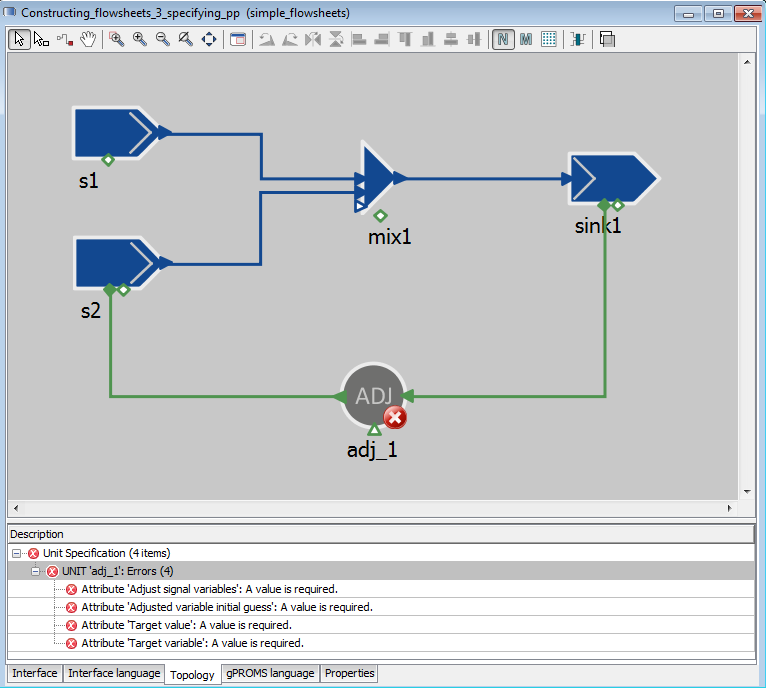 Constructing_flowsheets_3_specifying_pp (simple_flowsheets)
N M
s1
mix1
sink1
s2
ADJ
adj_1
Description
Unit Specification (4 items)
UNIT 'adj_1': Errors (4)
Attribute 'Adjust signal variables': A value is required.
Attribute 'Adjusted variable initial guess': A value is required.
Attribute 'Target value': A value is required.
Attribute 'Target variable': A value is required.
Interface Interface language Topology gPROMS language Properties